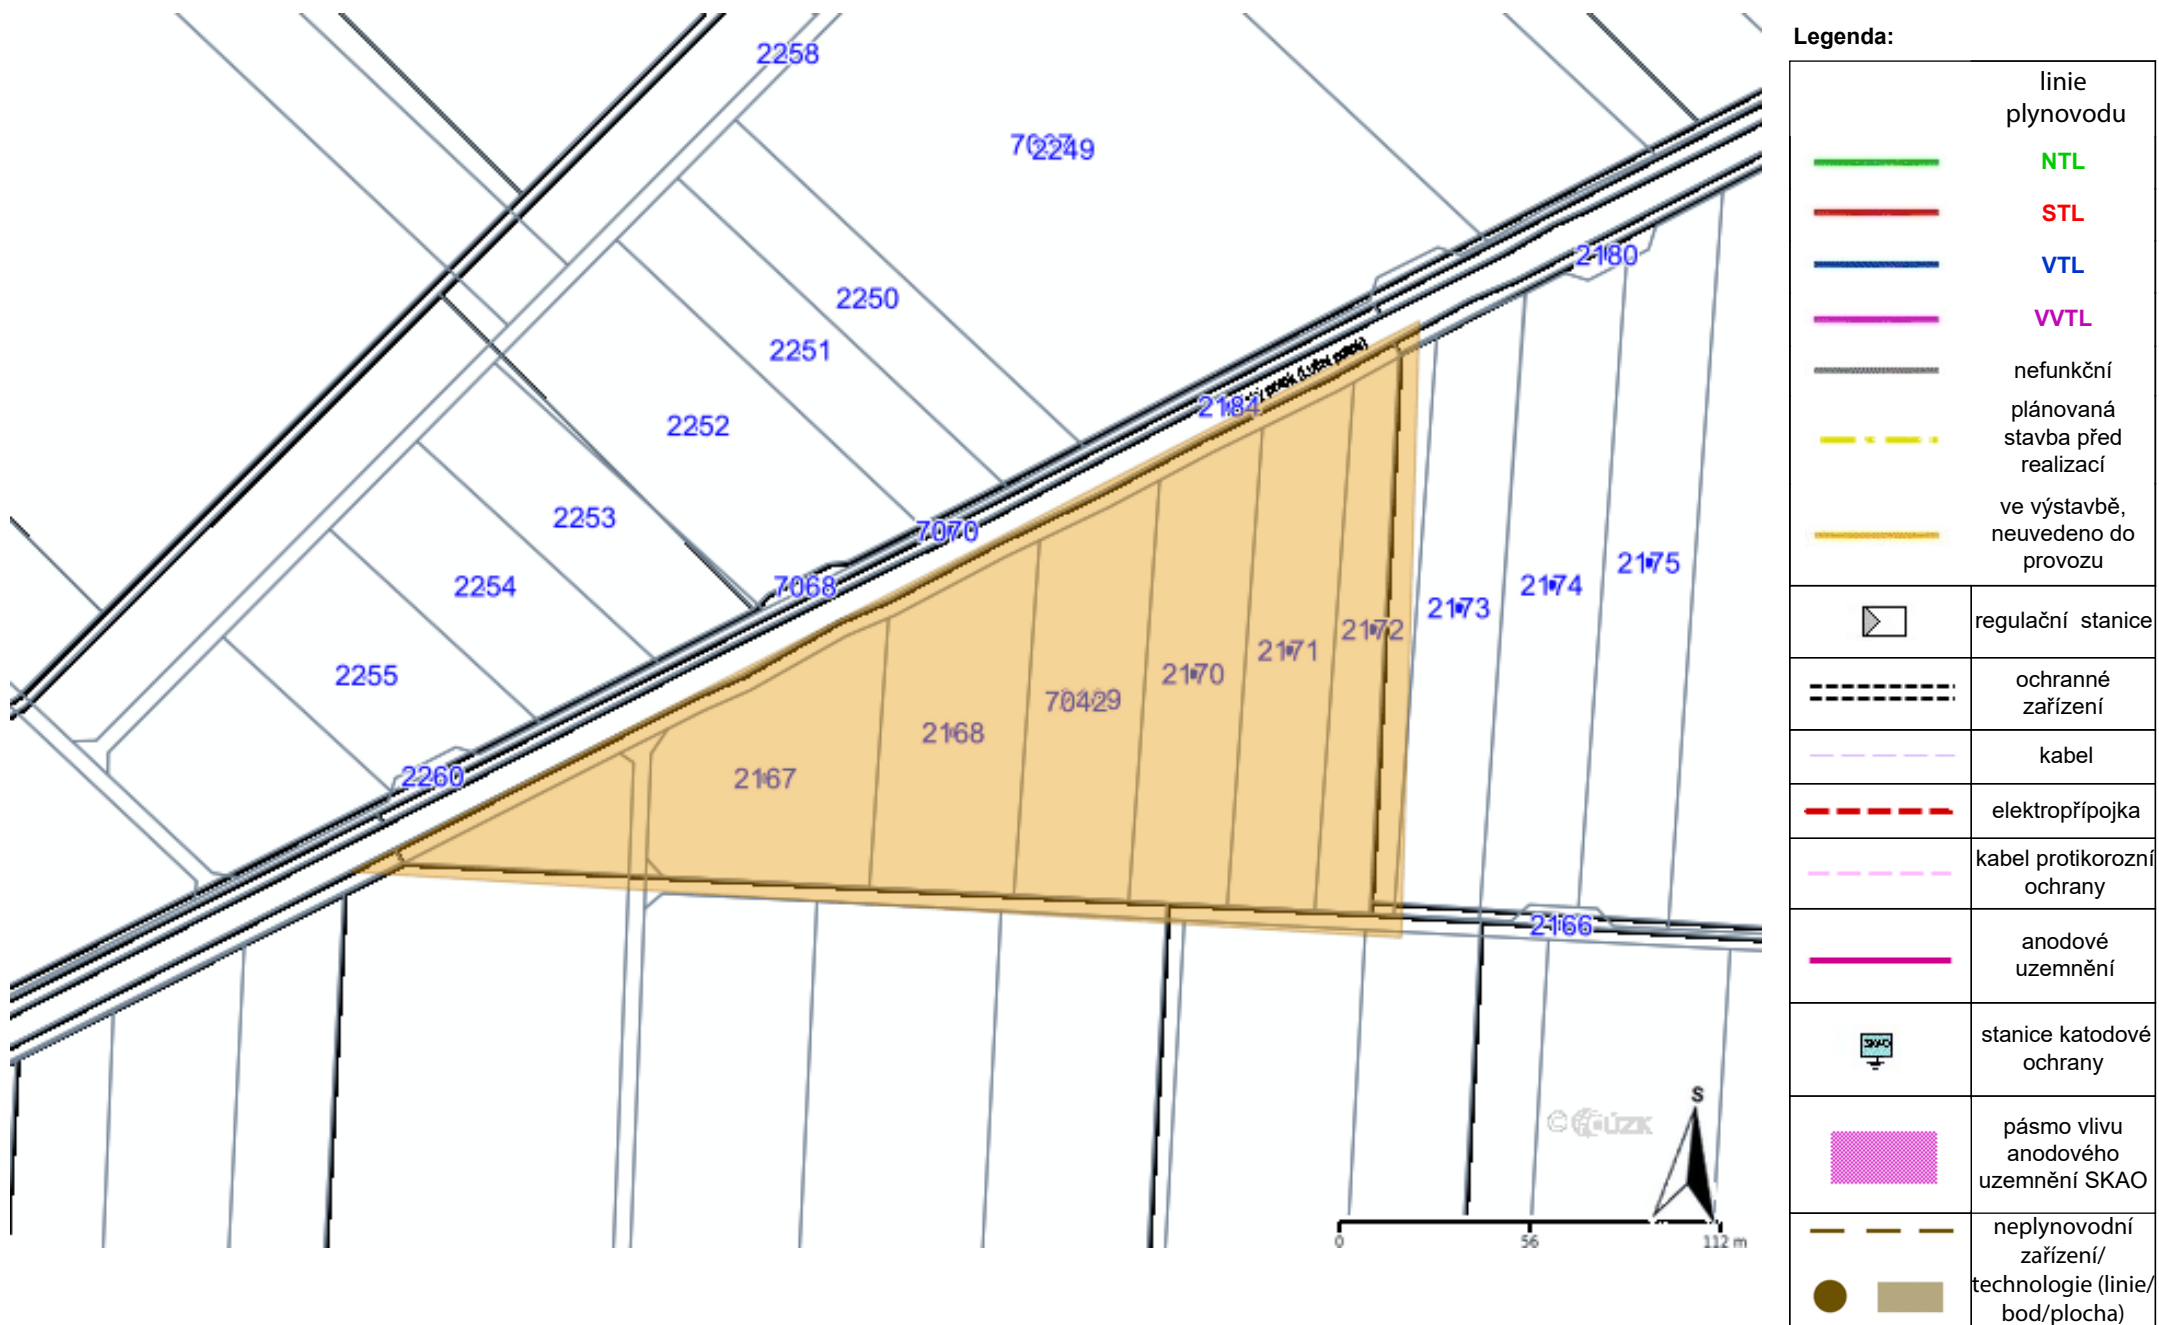 2258
2249
2180
2250
2251
2184
2252
7070
2253
7068
2254
2255
2260
2175
2174
2173
2172
2171
2170
7042
2168
2167
2166
S
0
56
112 m
Legenda:
linie
plynovodu
NTL
STL
VTL
VVTL
nefunkční
plánovaná
stavba před
realizací
ve výstavbě,
neuvedeno do
provozu
regulační stanice
ochranné
zařízení
kabel
elektropřípojka
kabel protikorozní
ochrany
anodové
uzemnění
SKAO
stanice katodové
ochrany
pásmo vlivu
anodového
uzemnění SKAO
neplynovodní
zařízení/
technologie (linie/
bod/plocha)